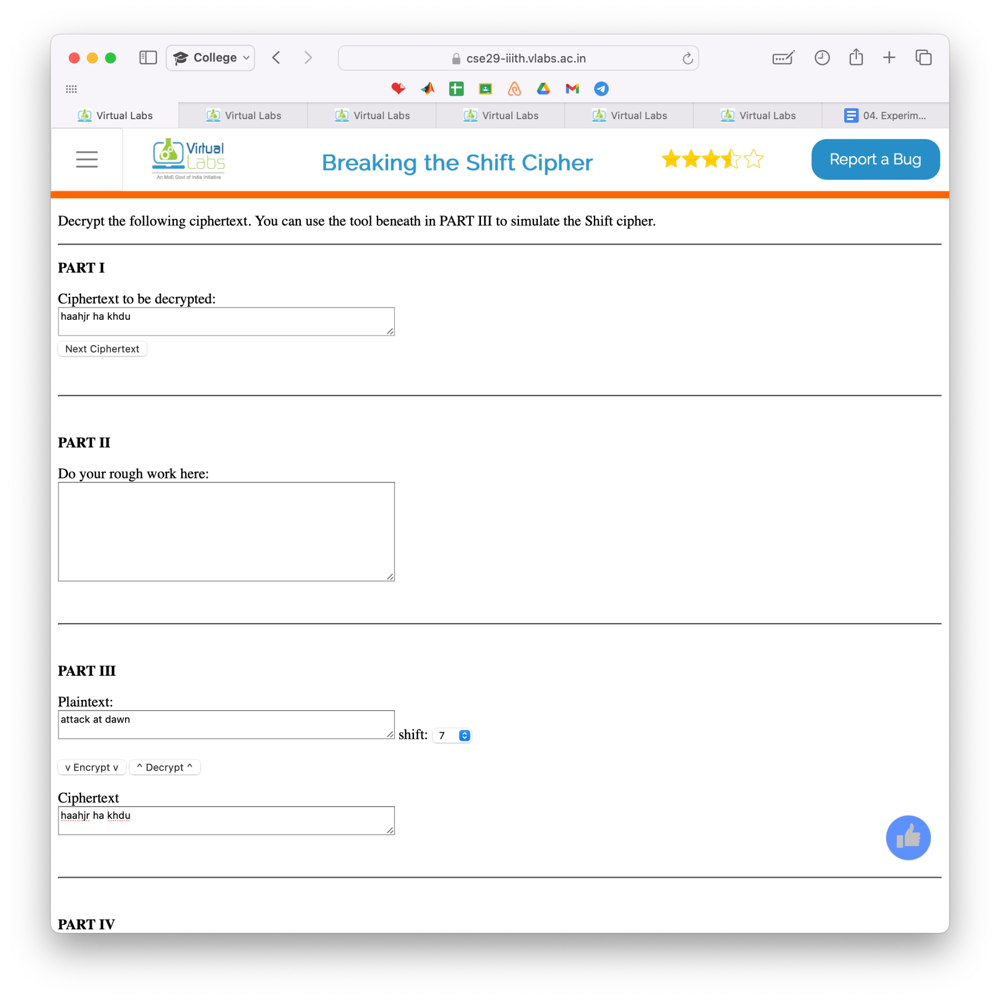 College
cse29-iiith.vlabs.ac.in
Virtual Labs
Virtual Labs
Virtual Labs
Virtual Labs
Virtual Labs
Virtual Labs
04. Experim...
Virtual
Labs
An MoE Govt of India Initiative
Breaking the Shift Cipher
Report a Bug
Decrypt the following ciphertext. You can use the tool beneath in PART III to simulate the Shift cipher.
PART I
Ciphertext to be decrypted:
haahjr ha khdu
Next Ciphertext
PART II
Do your rough work here:
PART III
Plaintext:
attack at dawn
shift: 7
v Encrypt v ^ Decrypt ^
Ciphertext
haahjr ha khdu
PART IV